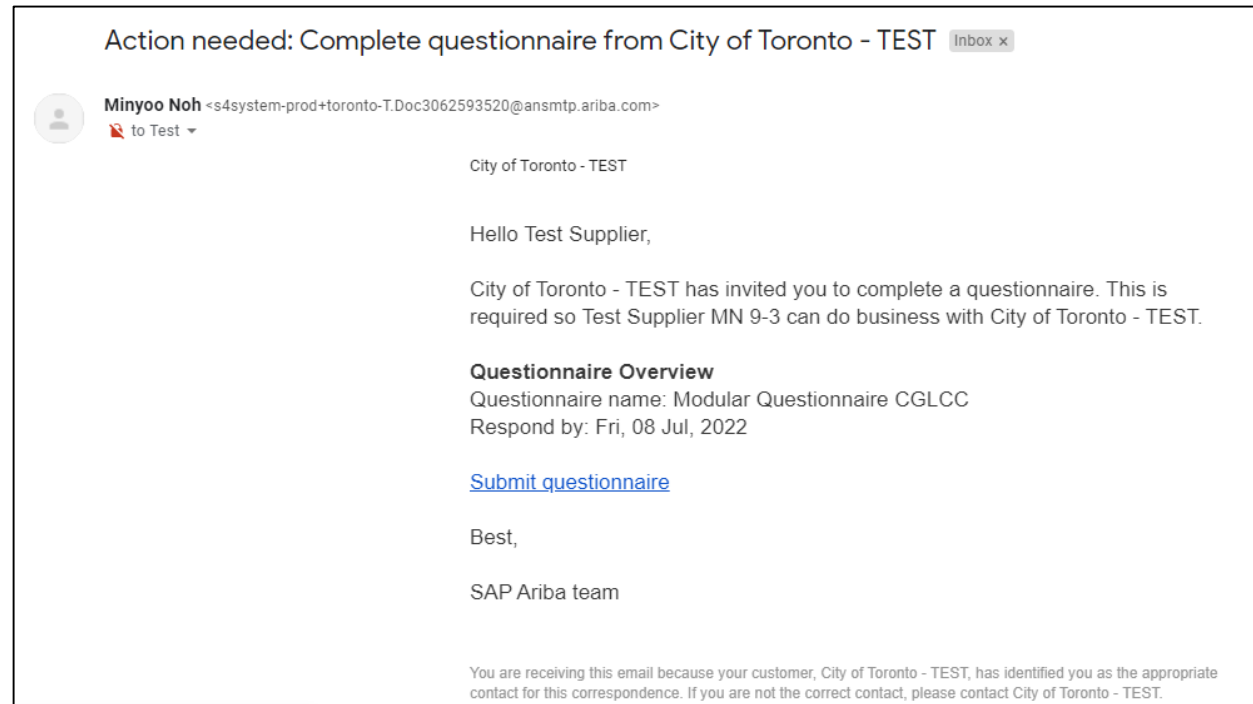 Action needed: Complete questionnaire from City of Toronto - TEST Inbox x
Minyoo Noh <s4system-prod+toronto-T.Doc3062593520@ansmtp.ariba.com>
to Test
City of Toronto - TEST
Hello Test Supplier,
City of Toronto - TEST has invited you to complete a questionnaire. This is
required so Test Supplier MN 9-3 can do business with City of Toronto - TEST.
Questionnaire Overview
Questionnaire name: Modular Questionnaire CGLCC
Respond by: Fri, 08 Jul, 2022
Submit questionnaire
Best,
SAP Ariba team
You are receiving this email because your customer, City of Toronto - TEST, has identified you as the appropriate
contact for this correspondence. If you are not the correct contact, please contact City of Toronto - TEST.